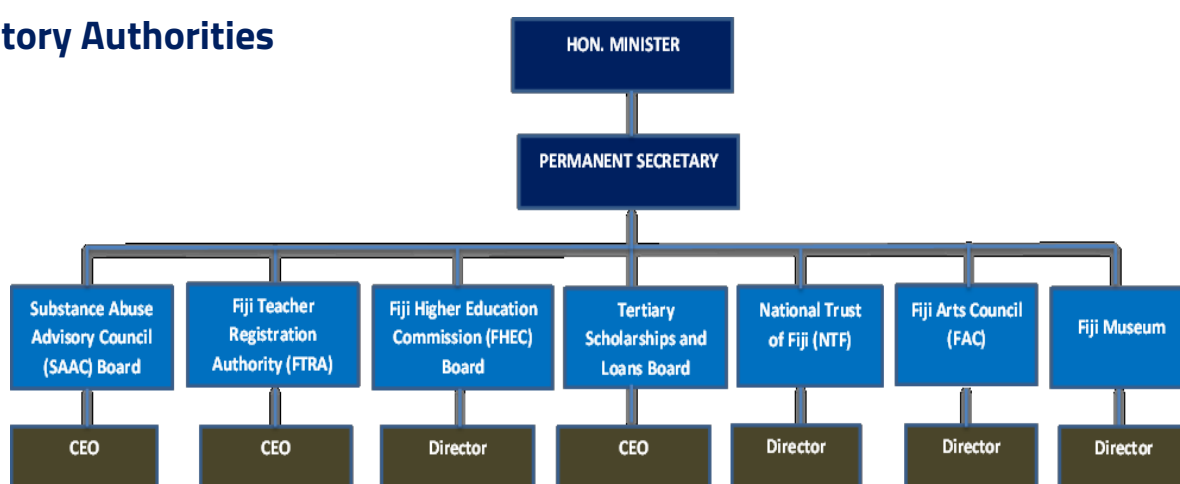 tory Authorities
HON. MINISTER
PERMANENT SECRETARY
Substance Abuse
Advisory Council
(SAAC) Board
Fiji Teacher
Registration
Authority (FTRA)
Fiji Higher Education
Commission (FHEC)
Board
Tertiary
Scholarships and
Loans Board
National Trust
of Fiji (NTF)
Fiji Arts Council
(FAC)
Fiji Museum
CEO
CEO
Director
CEO
Director
Director
Director